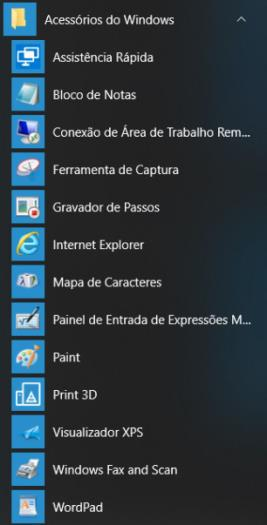 Acessórios do Windows
Assistência Rápida
Bloco de Notas
Conexão de Área de Trabalho Rem...
Ferramenta de Captura
Gravador de Passos
Internet Explorer
Mapa de Caracteres
Painel de Entrada de Expressões M...
Paint
Print 3D
Visualizador XPS
Windows Fax and Scan
WordPad